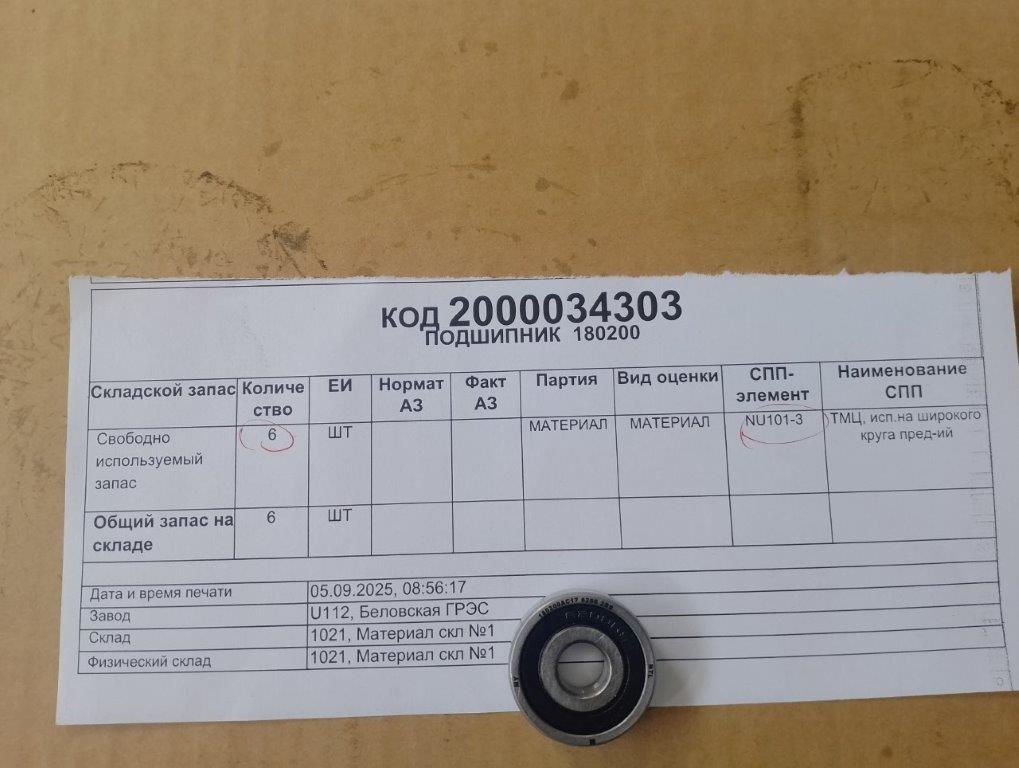 КОД 2000034303
ПОДШИПНИК 180200
Складской запас Количе ство ЕИ Нормат АЗ Факт АЗ Партия Вид оценки СПП- элемент Наименование СПП
Свободно используемый запас 6 ШТ МАТЕРИАЛ МАТЕРИАЛ NU101-3 ТМЦ, исп.на широкого круга пред-ий
Общий запас на складе 6 ШТ
Дата и время печати 05.09.2025, 08:56:17
Завод U112, Беловская ГРЭС
Склад 1021, Материал скл №1
Физический склад 1021, Материал скл №1